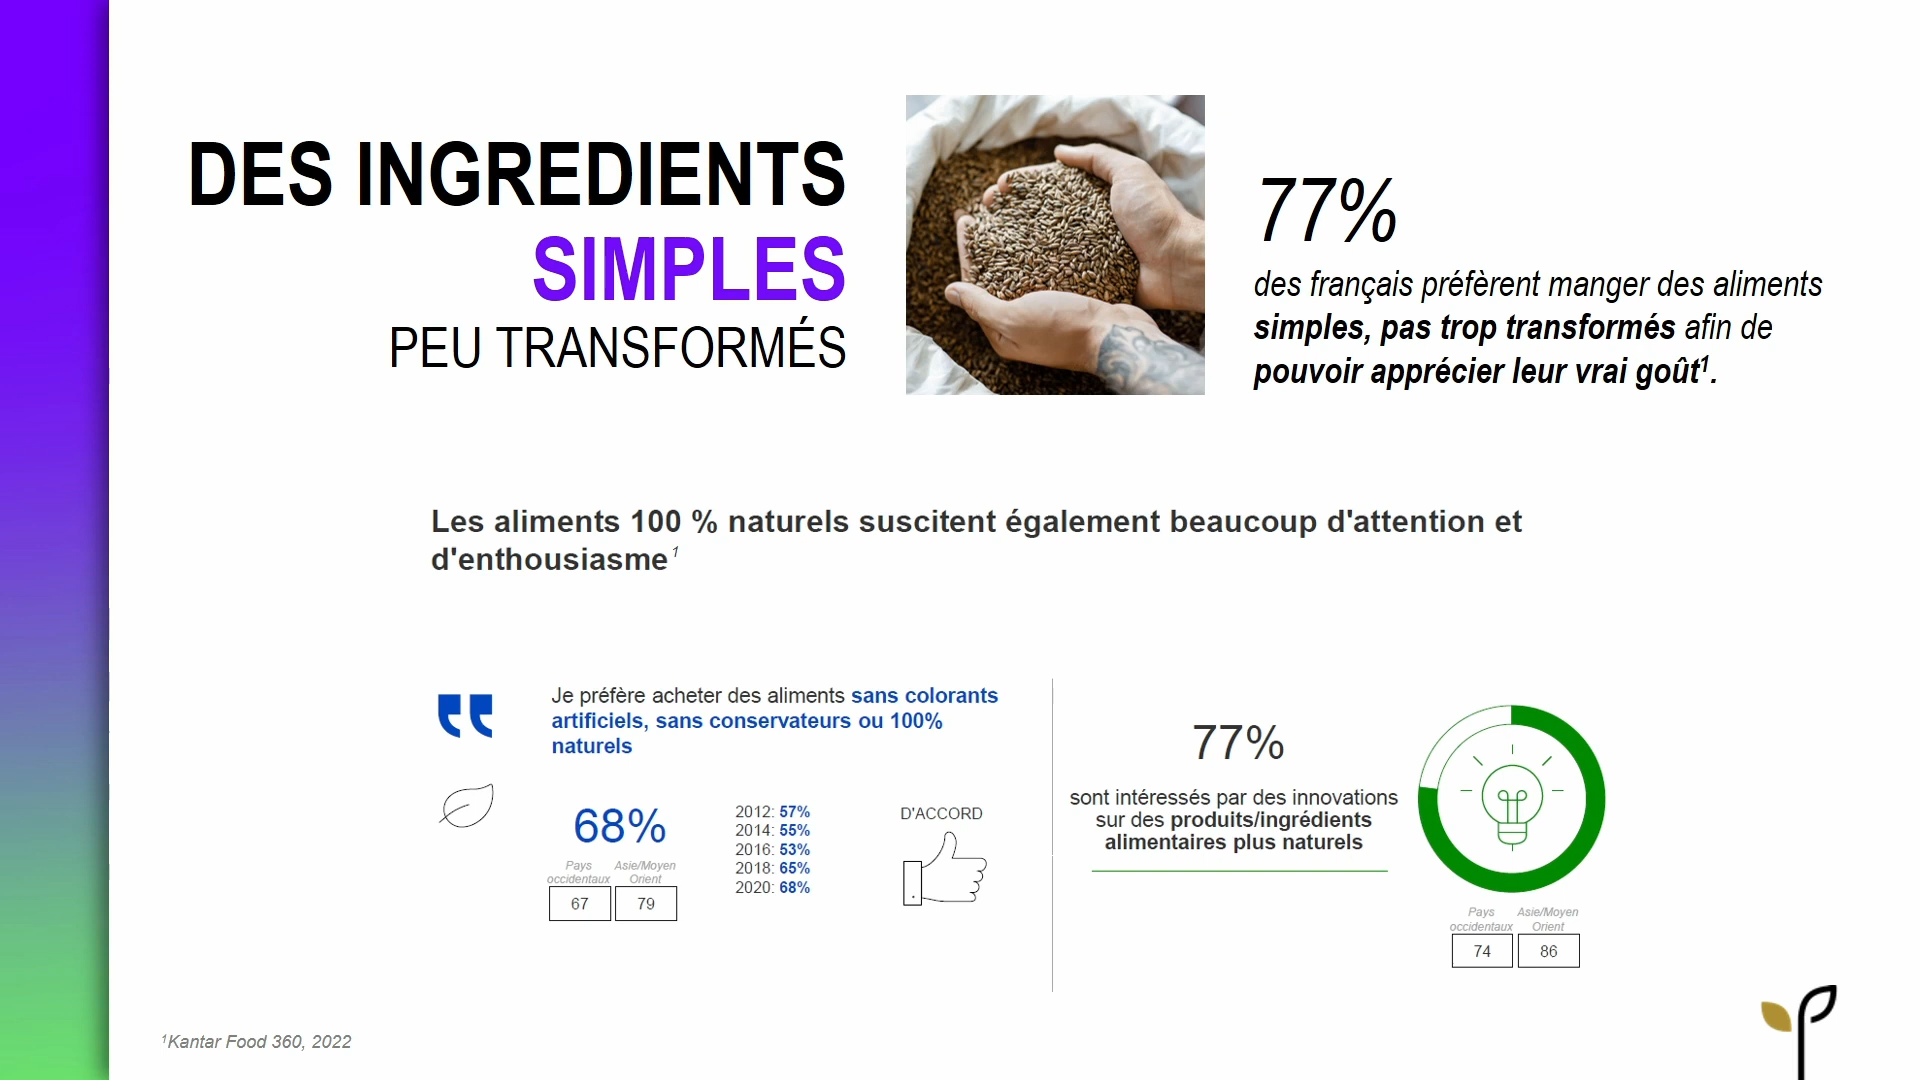 DES INGREDIENTS
SIMPLES
PEU TRANSFORMÉS
77%
des français préfèrent manger des aliments
simples, pas trop transformés afin de
pouvoir apprécier leur vrai goût¹.
Les aliments 100 % naturels suscitent également beaucoup d'attention et
d'enthousiasme¹
Je préfère acheter des aliments sans colorants
artificiels, sans conservateurs ou 100%
naturels
68%
Pays
occidentaux
67
Asie/Moyen
Orient
79
2012: 57%
2014: 55%
2016: 53%
2018: 65%
2020: 68%
D'ACCORD
77%
sont intéressés par des innovations
sur des produits/ingrédients
alimentaires plus naturels
Pays
occidentaux
74
Asie/Moyen
Orient
86
¹Kantar Food 360, 2022